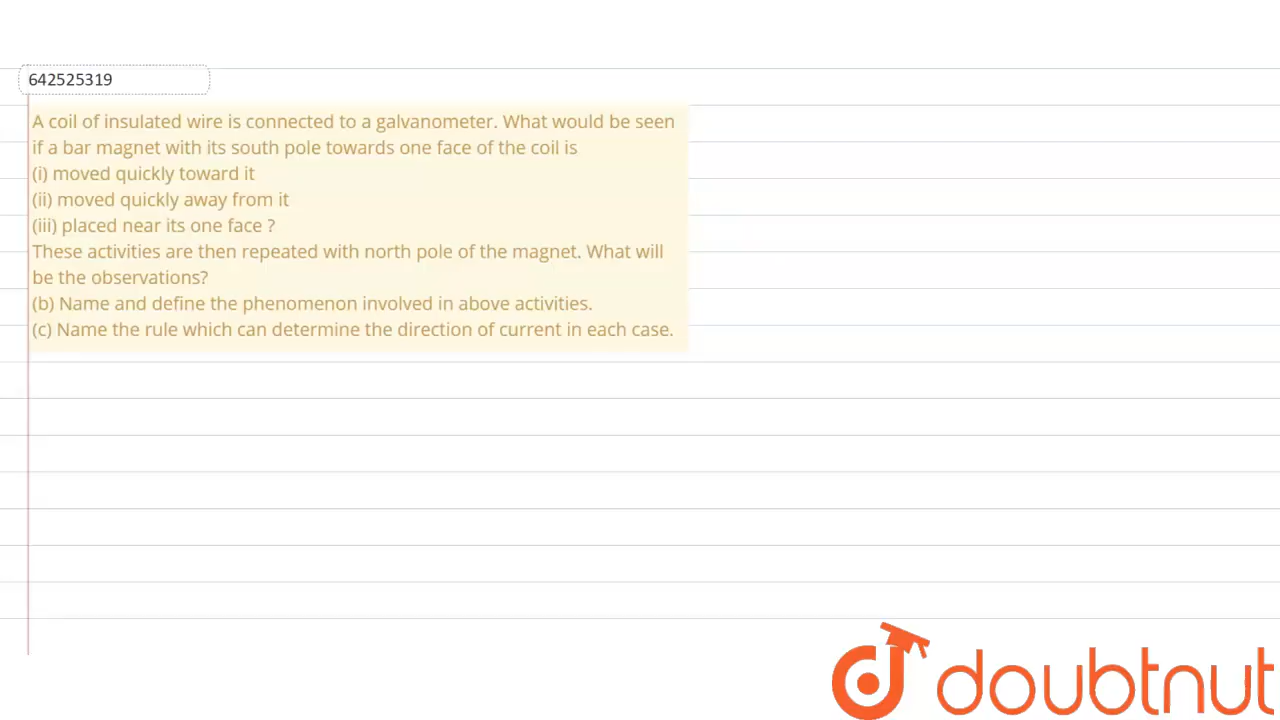 642525319
A coil of insulated wire is connected to a galvanometer. What would be seen
if a bar magnet with its south pole towards one face of the coil is
(i) moved quickly toward it
(ii) moved quickly away from it
(iii) placed near its one face ?
These activities are then repeated with north pole of the magnet. What will
be the observations?
(b) Name and define the phenomenon involved in above activities.
(c) Name the rule which can determine the direction of current in each case.
doubtnut